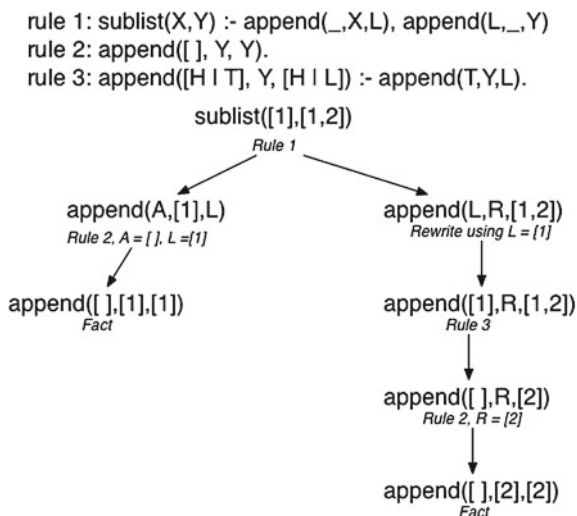 rule 1: sublist(X,Y) :- append(_,X,L), append(L,_,Y)
rule 2: append([ ], Y, Y).
rule 3: append([H | T], Y, [H | L]) :- append(T,Y,L).
sublist([1],[1,2])
Rule 1
append(A,[1],L)
Rule 2, A = [ ], L =[1]
append([ ],[1],[1])
Fact
append(L,R,[1,2])
Rewrite using L = [1]
append([1],R,[1,2])
Rule 3
append([ ],R,[2])
Rule 2, R = [2]
append([ ],[2],[2])
Fact